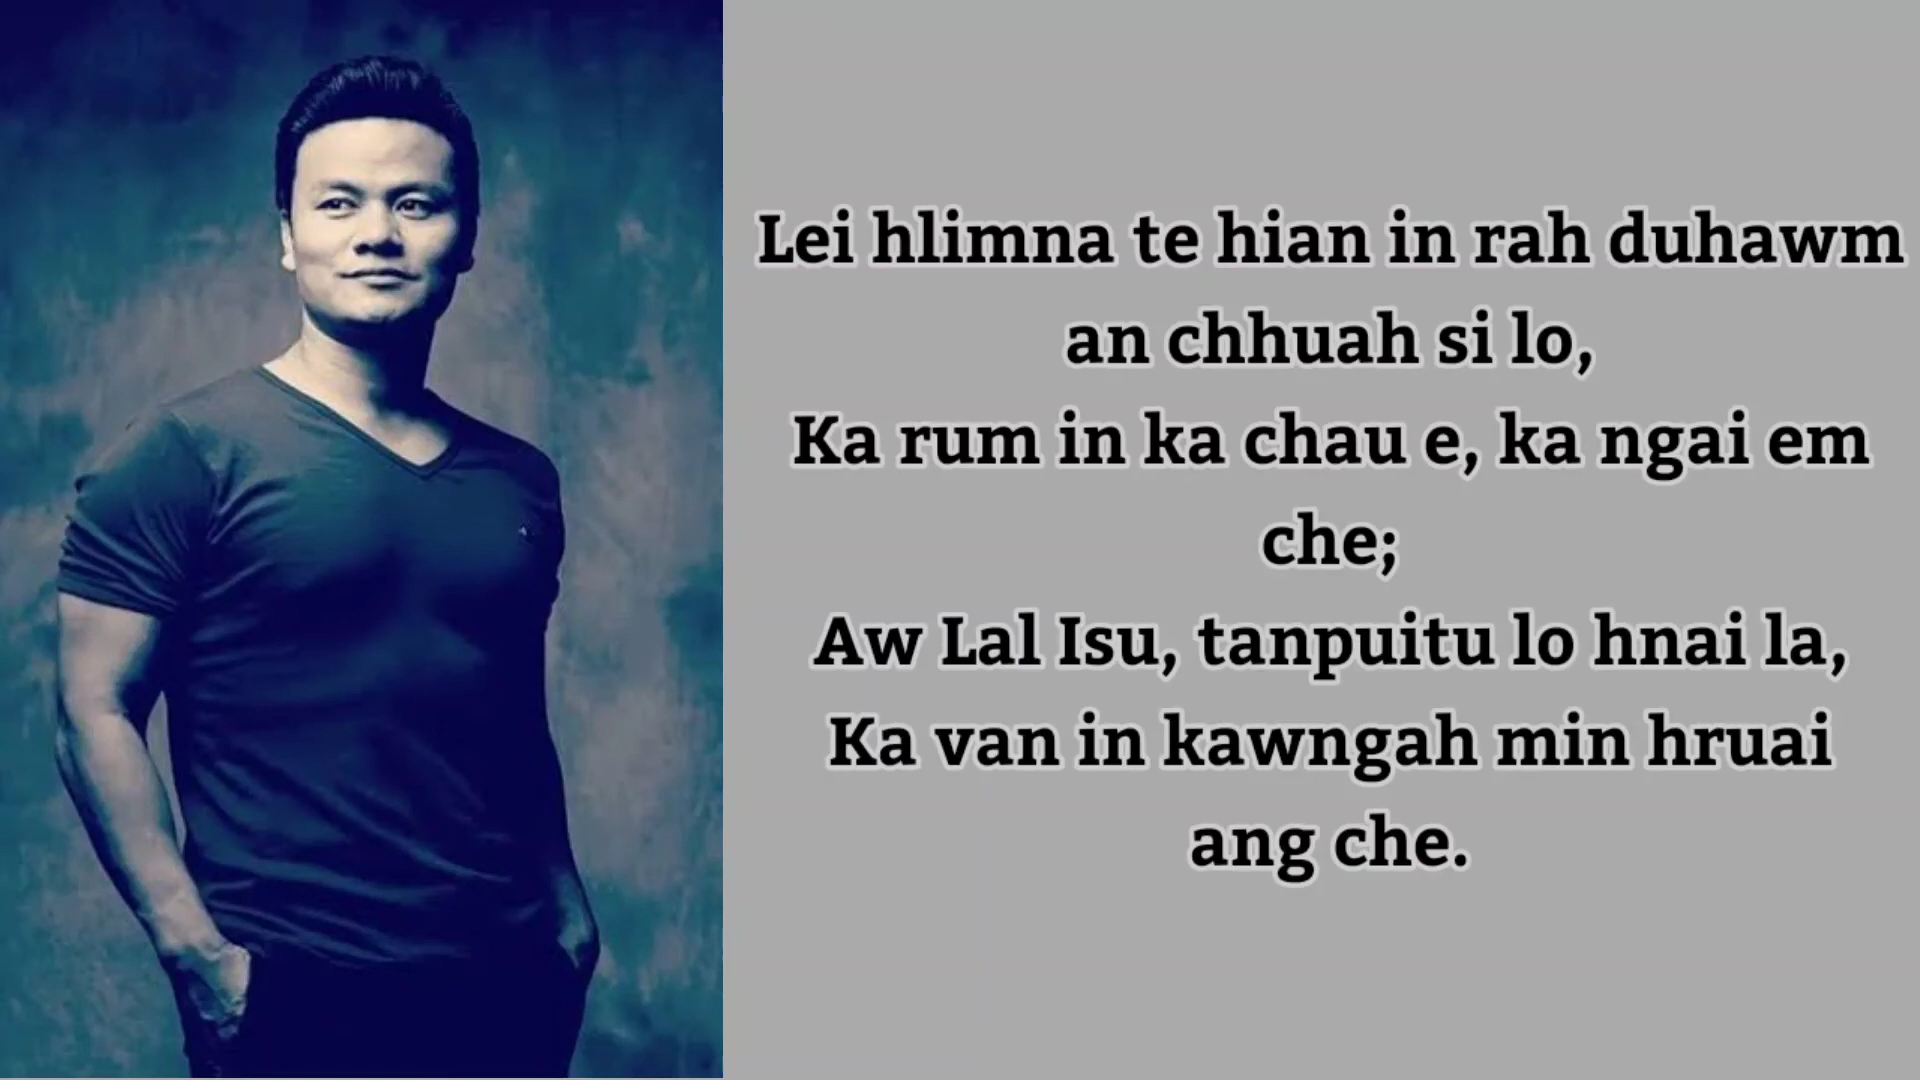 Lei hlimna te hian in rah duhawm
an chhuah si lo,
Ka rum in ka chau e, ka ngai em
che;
Aw Lal Isu, tanpuitu lo hnai la,
Ka van in kawngah min hruai
ang che.